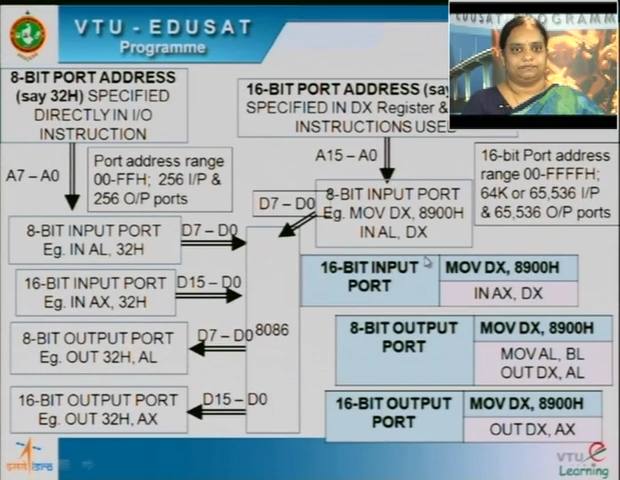 VTU - EDUSAT
Programme
EDUSAT PROGRAMME
8-BIT PORT ADDRESS
(say 32H) SPECIFIED
DIRECTLY IN I/O
INSTRUCTION
16-BIT PORT ADDRESS (say
SPECIFIED IN DX Register &
INSTRUCTIONS USED
A7 – A0
Port address range
00-FFH; 256 I/P &
256 O/P ports
A15 – A0
16-bit Port address
range 00-FFFFH;
64K or 65,536 I/P
& 65,536 O/P ports
8-BIT INPUT PORT
Eg. MOV DX, 8900H
IN AL, DX
D7 – D0
8-BIT INPUT PORT
Eg. IN AL, 32H
D7 – D0
16-BIT INPUT PORT
Eg. IN AX, 32H
D15 – D0
8-BIT OUTPUT PORT
Eg. OUT 32H, AL
D7 – D0
16-BIT OUTPUT PORT
Eg. OUT 32H, AX
D15 – D0
8086
16-BIT INPUT
PORT
MOV DX, 8900H
IN AX, DX
8-BIT OUTPUT
PORT
MOV DX, 8900H
MOV AL, BL
OUT DX, AL
16-BIT OUTPUT
PORT
MOV DX, 8900H
OUT DX, AX
इसरो isro
VTU e
Learning